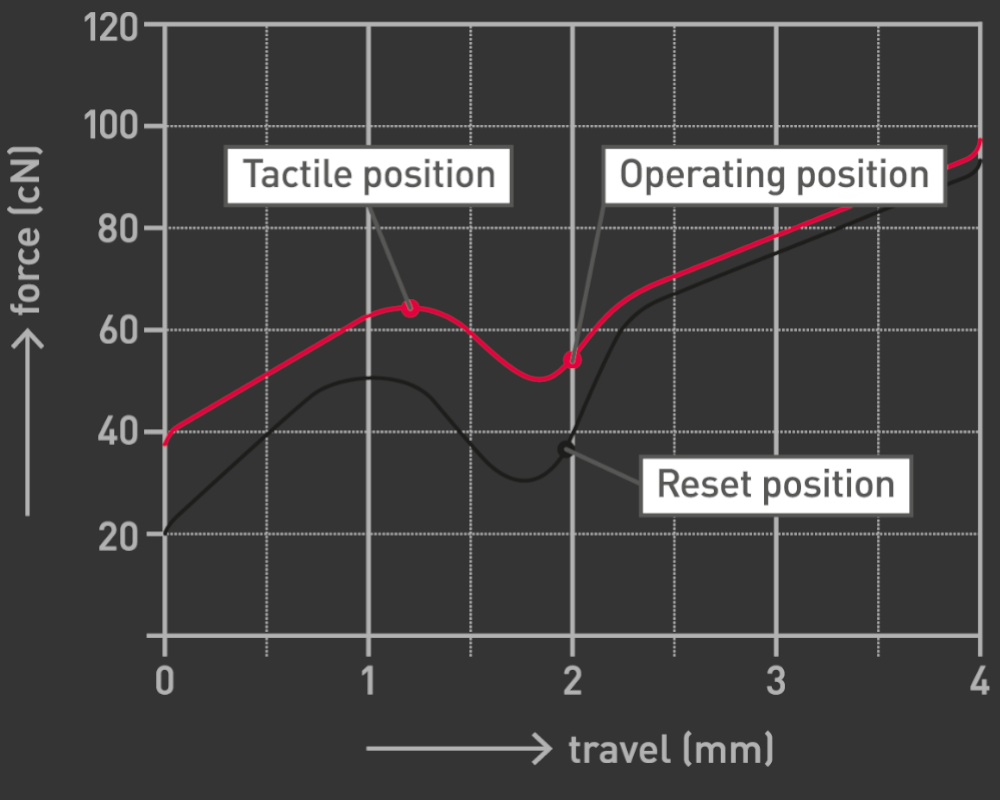 120
100
80
60
40
20
force (cN)
Tactile position
Operating position
Reset position
0 1 2 3 4
travel (mm)